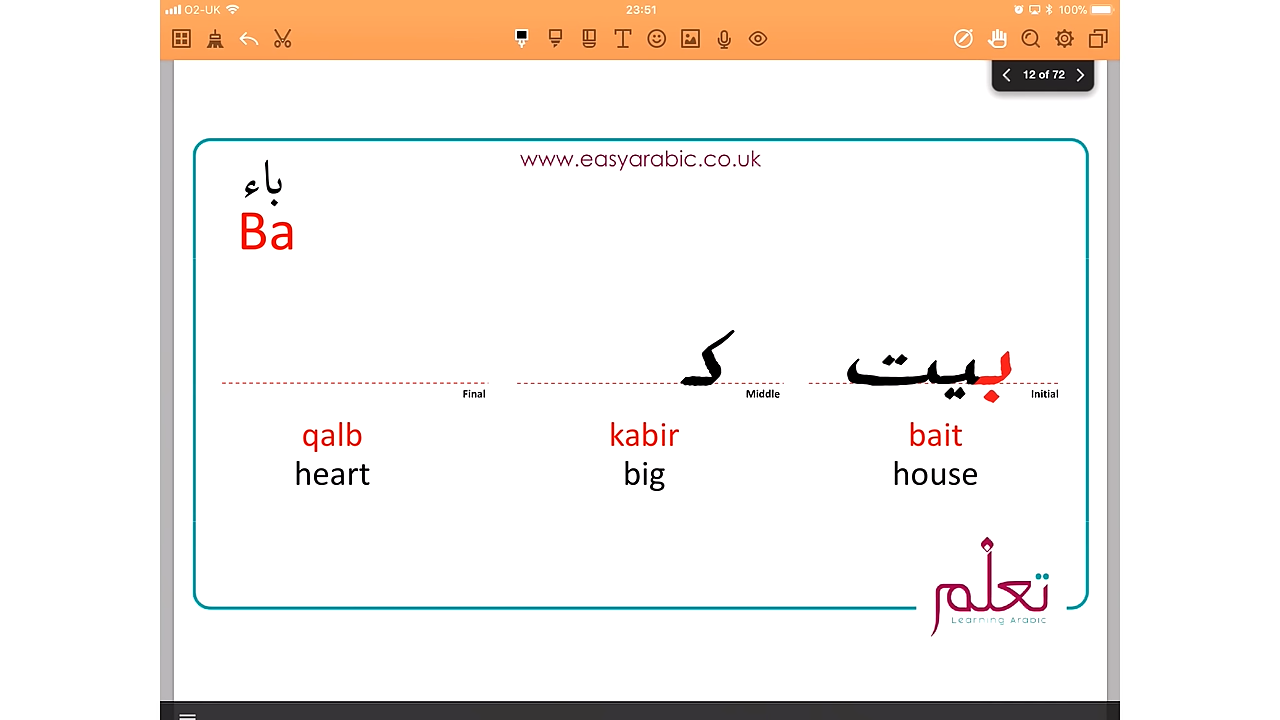 O2-UK 23:51 100%
12 of 72
www.easyarabic.co.uk
باء
Ba
بيت
Initial
bait
house
كـ
Middle
kabir
big
Final
qalb
heart
تعلم
Learning Arabic